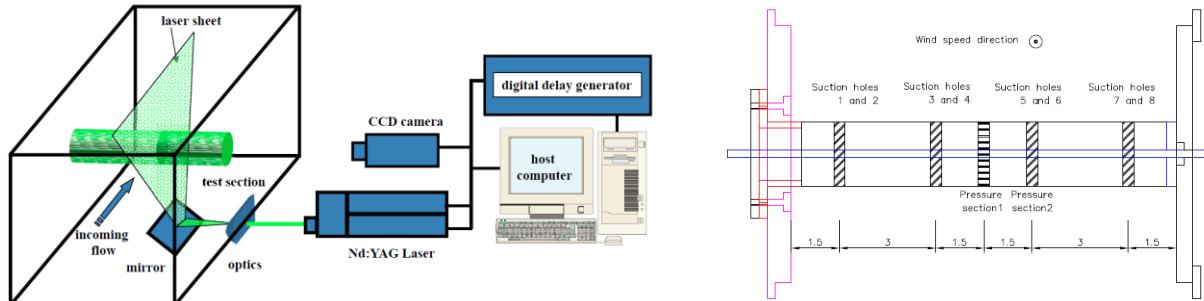 laser sheet
digital delay generator
CCD camera
host
computer
test section
incoming
flow
mirror
optics
Nd:YAG Laser
Wind speed direction
Suction holes
1 and 2
Suction holes
3 and 4
Suction holes
5 and 6
Suction holes
7 and 8
Pressure
section1
Pressure
section2
1.5
3
1.5
1.5
3
1.5